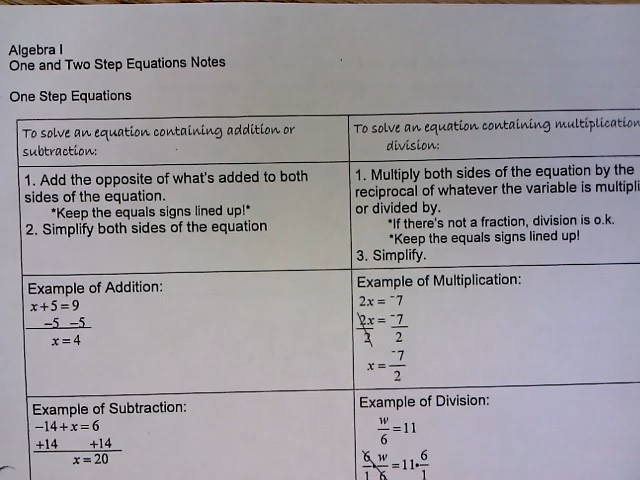 Algebra I
One and Two Step Equations Notes
One Step Equations
To solve an equation containing addition or
subtraction:
1. Add the opposite of what's added to both
sides of the equation.
*Keep the equals signs lined up!*
2. Simplify both sides of the equation
Example of Addition:
x+5=9
−5 −5
x=4
Example of Subtraction:
−14+x=6
+14 +14
x=20
To solve an equation containing multiplication
division:
1. Multiply both sides of the equation by the
reciprocal of whatever the variable is
or divided by.
*If there's not a fraction, division is o.k.
*Keep the equals signs lined up!
3. Simplify.
Example of Multiplication:
2x = ⁻7
2x/2 = ⁻7/2
x = ⁻7/2
Example of Division:
w/6 = 11
6/1 • w/6 = 11 • 6/1